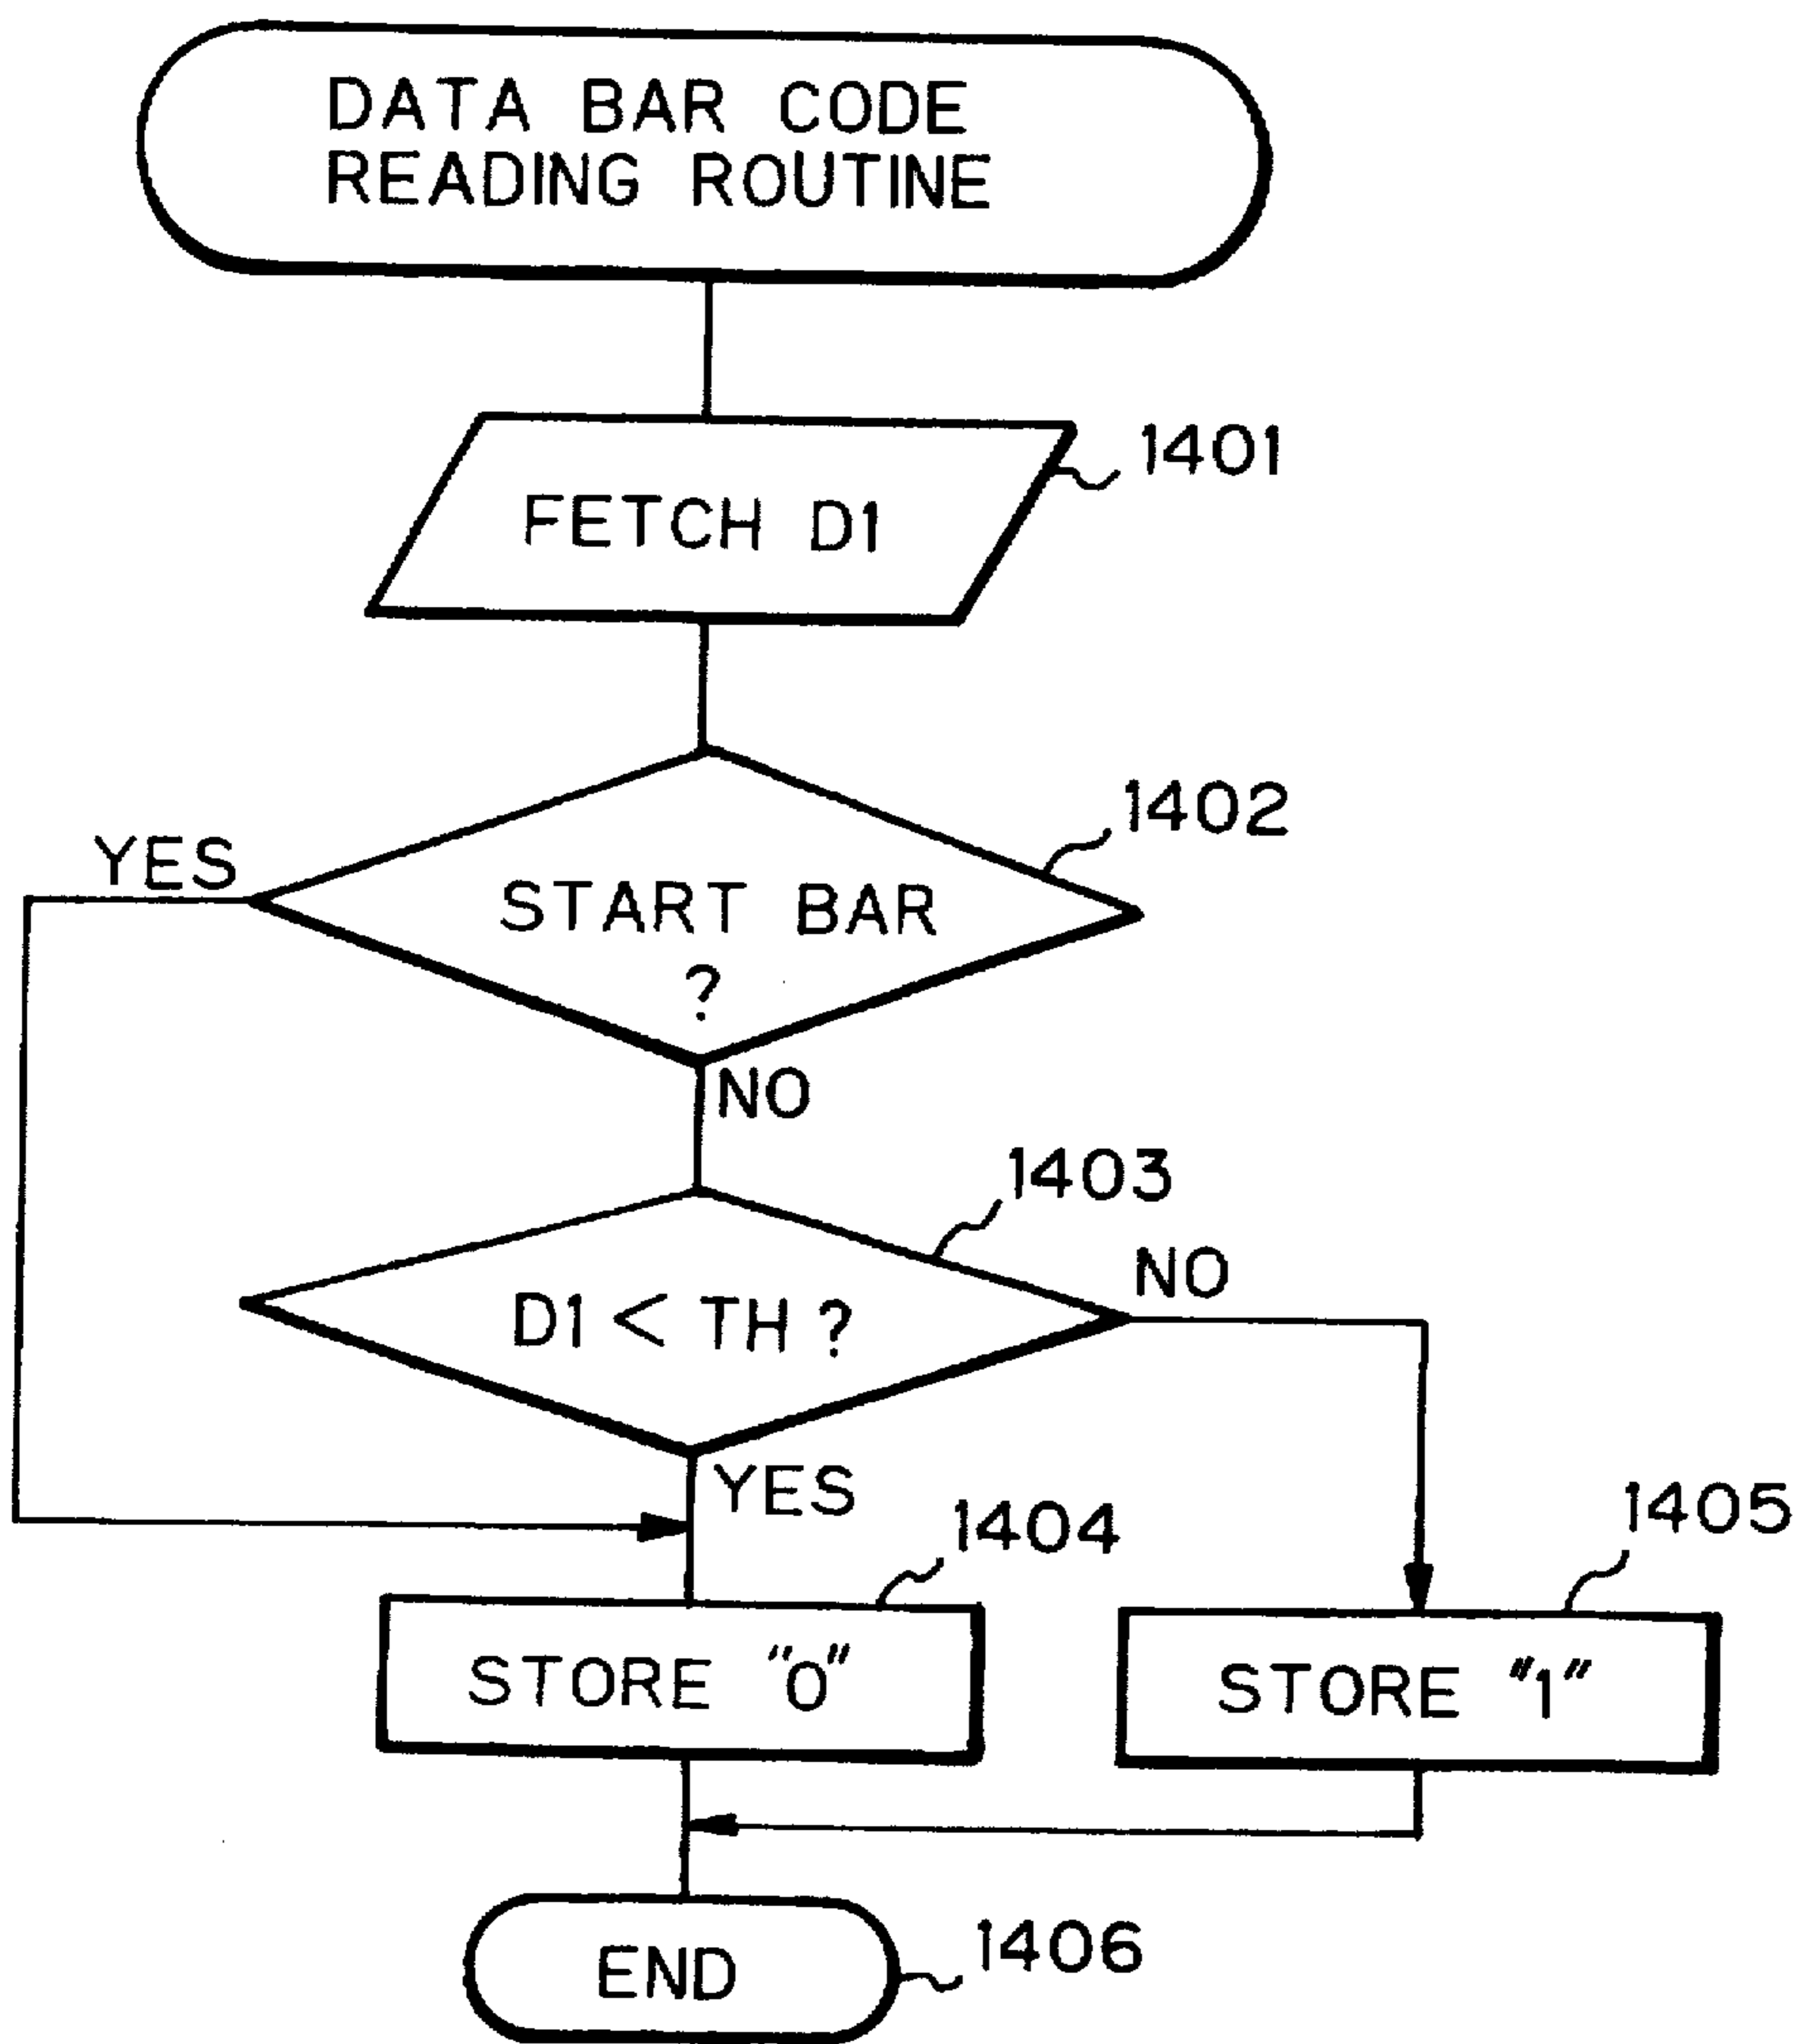 DATA BAR CODE
READING ROUTINE
1401
FETCH D1
1402
YES
START BAR
?
NO
1403
NO
D1 < TH ?
YES
1404
1405
STORE "0"
STORE "1"
END
1406